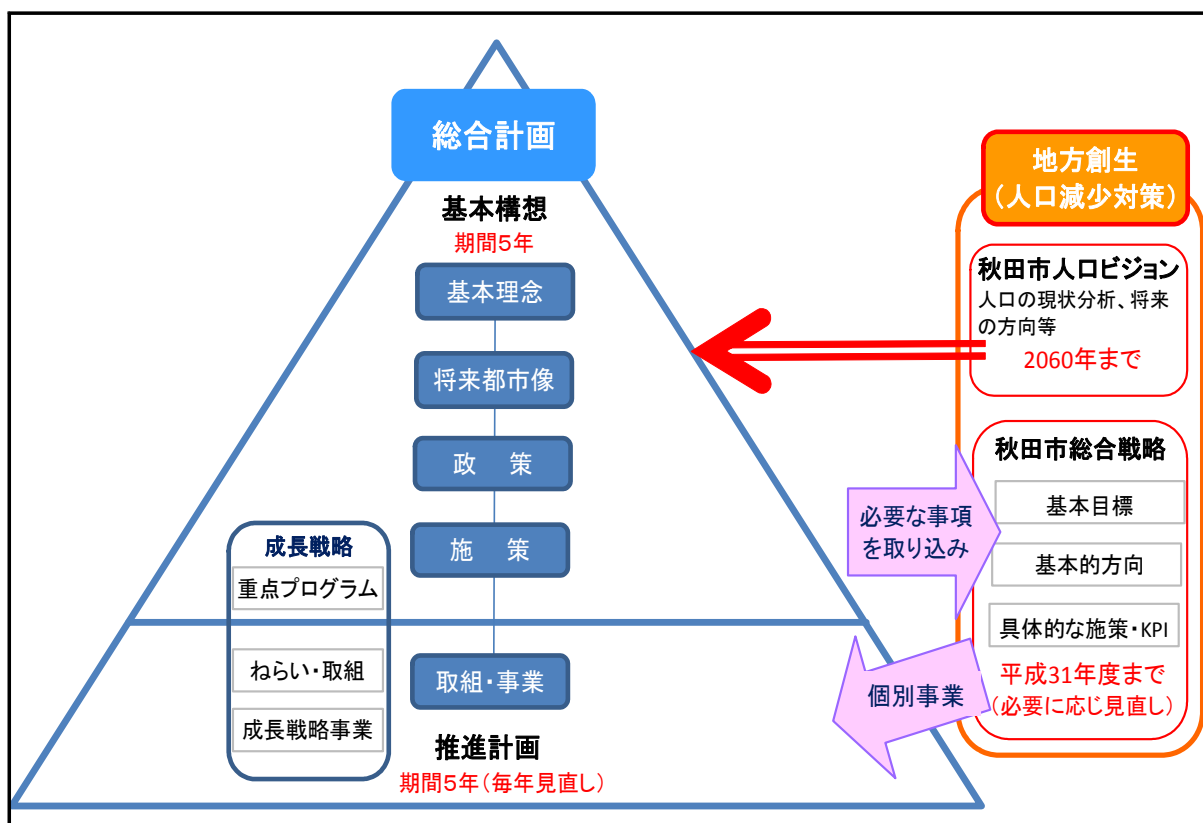 総合計画
基本構想
期間5年
基本理念
将来都市像
政　策
施　策
成長戦略
重点プログラム
ねらい・取組
成長戦略事業
取組・事業
推進計画
期間5年（毎年見直し）
必要な事項
を取り込み
個別事業
地方創生
（人口減少対策）
秋田市人口ビジョン
人口の現状分析、将来
の方向等
2060年まで
秋田市総合戦略
基本目標
基本的方向
具体的な施策・KPI
平成31年度まで
（必要に応じ見直し）